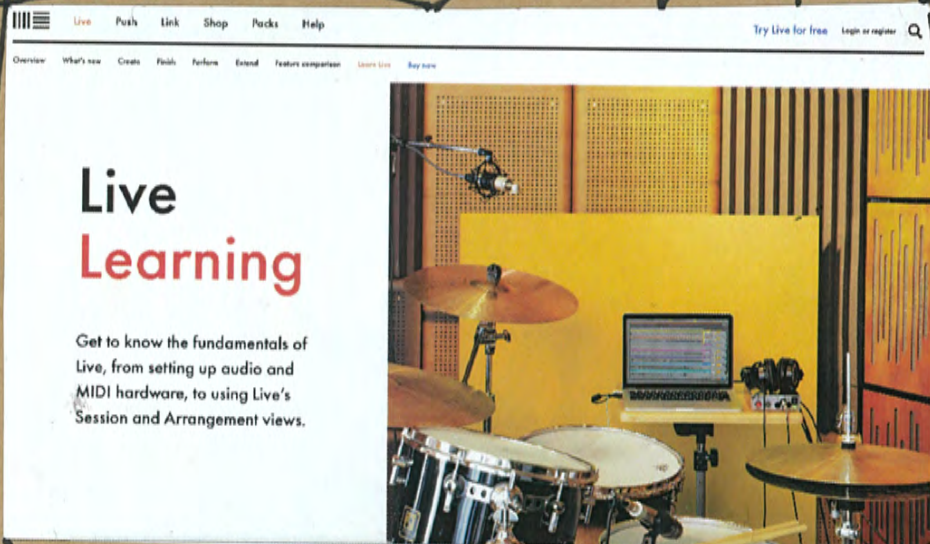 Live Push Link Shop Packs Help
Try Live for free Login or register
Overview What's new Create Finish Perform Extend Feature comparison Learn Live Buy now
Live
Learning
Get to know the fundamentals of
Live, from setting up audio and
MIDI hardware, to using Live's
Session and Arrangement views.